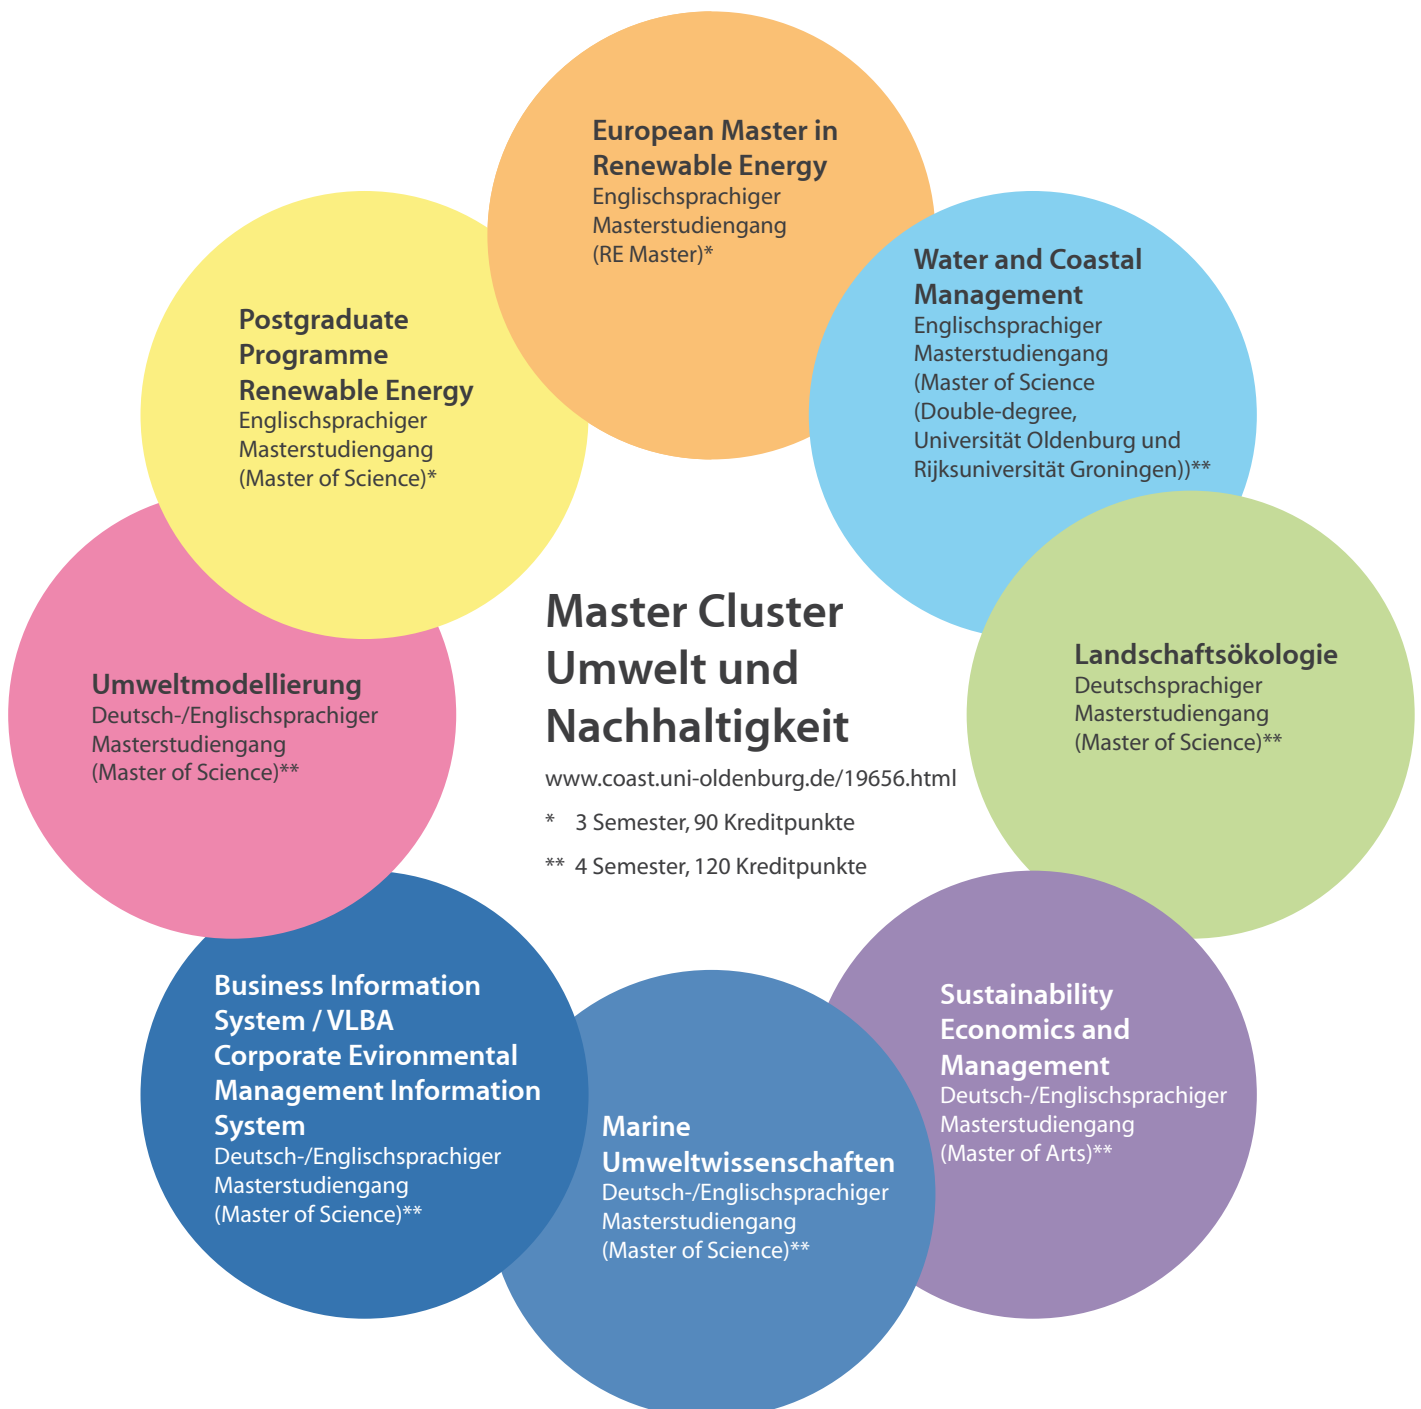 European Master in
Renewable Energy
Englischsprachiger
Masterstudiengang
(RE Master)*
Water and Coastal
Management
Englischsprachiger
Masterstudiengang
(Master of Science
(Double-degree,
Universität Oldenburg und
Rijksuniversität Groningen))**
Postgraduate
Programme
Renewable Energy
Englischsprachiger
Masterstudiengang
(Master of Science)*
Master Cluster
Umwelt und
Nachhaltigkeit
www.coast.uni-oldenburg.de/19656.html
* 3 Semester, 90 Kreditpunkte
** 4 Semester, 120 Kreditpunkte
Landschaftsökologie
Deutschsprachiger
Masterstudiengang
(Master of Science)**
Umweltmodellierung
Deutsch-/Englischsprachiger
Masterstudiengang
(Master of Science)**
Business Information
System / VLBA
Corporate Evironmental
Management Information
System
Deutsch-/Englischsprachiger
Masterstudiengang
(Master of Science)**
Marine
Umweltwissenschaften
Deutsch-/Englischsprachiger
Masterstudiengang
(Master of Science)**
Sustainability
Economics and
Management
Deutsch-/Englischsprachiger
Masterstudiengang
(Master of Arts)**